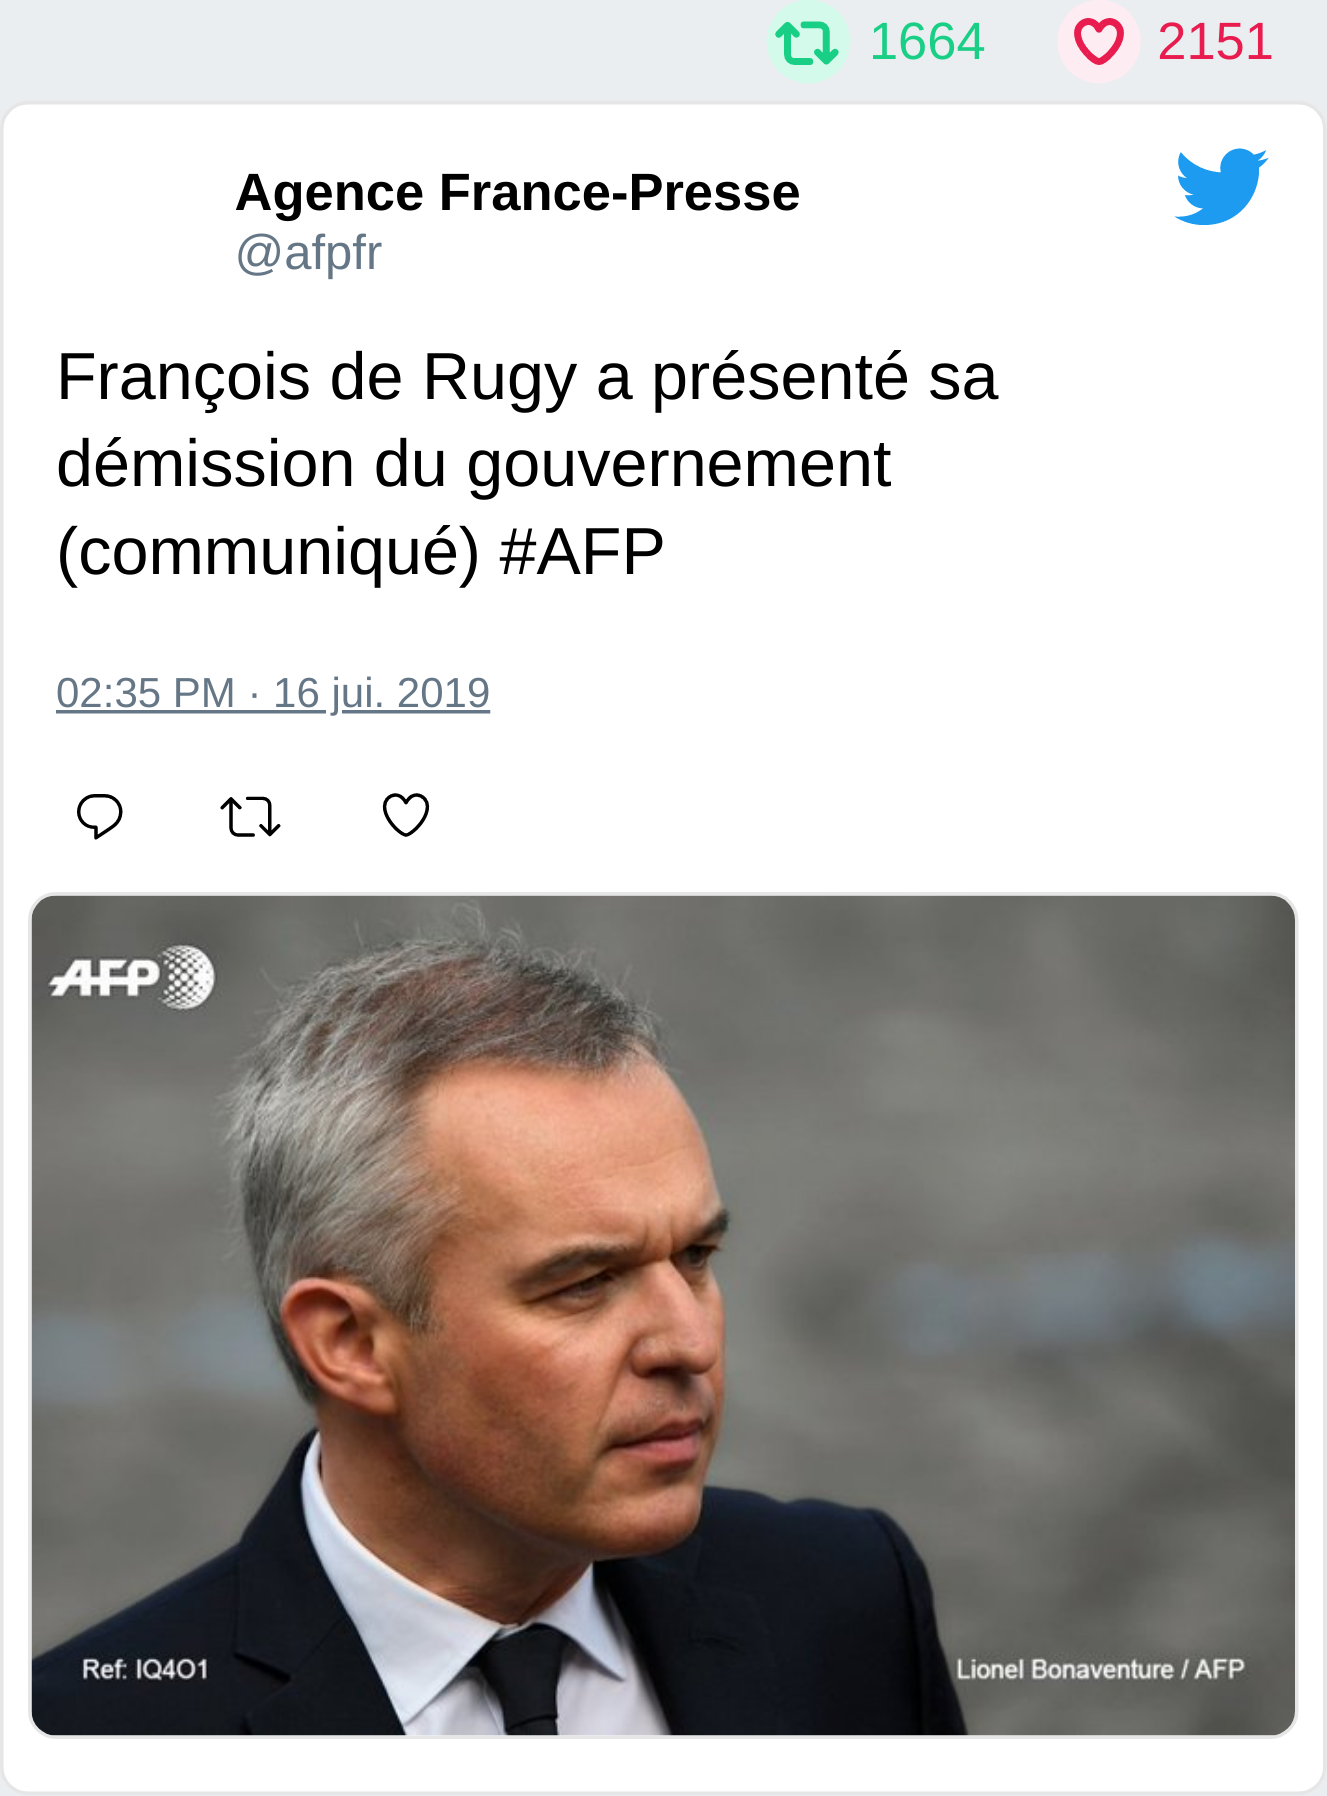 1664 2151
Agence France-Presse
@afpfr
François de Rugy a présenté sa
démission du gouvernement
(communiqué) #AFP
02:35 PM · 16 jui. 2019
AFP
Ref: IQ4O1 Lionel Bonaventure / AFP